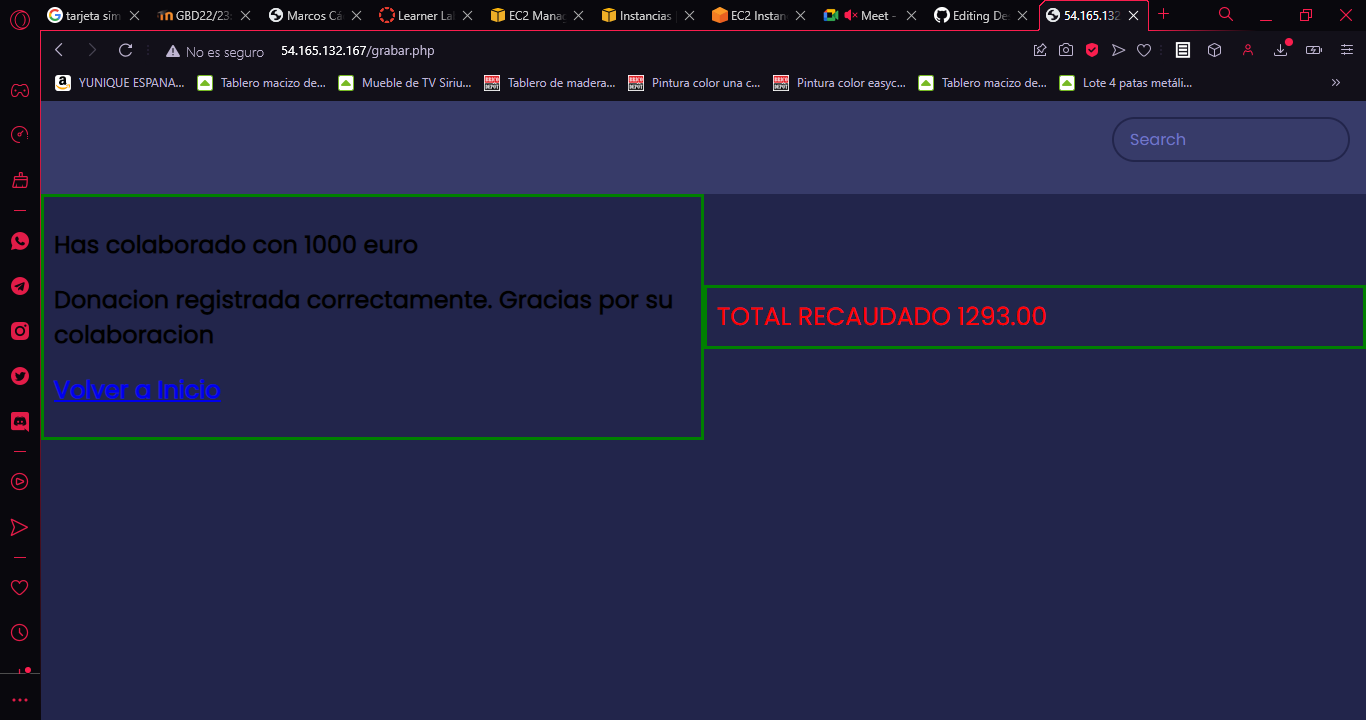 tarjeta sim
GBD22/23:
Marcos Cá
Learner La
EC2 Manag
Instancias
EC2 Instan
Meet -
Editing De
54.165.132
No es seguro
54.165.132.167/grabar.php
YUNIQUE ESPANA...
Tablero macizo de...
Mueble de TV Siriu...
Tablero de madera...
Pintura color una c...
Pintura color easyc...
Tablero macizo de...
Lote 4 patas metáli...
Search
Has colaborado con 1000 euro
Donacion registrada correctamente. Gracias por su
colaboracion
Volver a Inicio
TOTAL RECAUDADO 1293.00